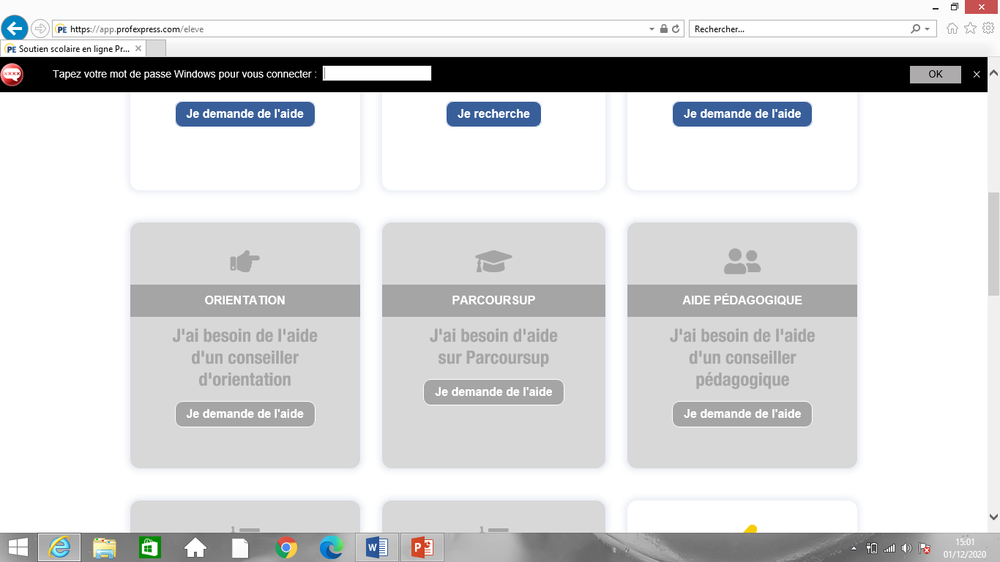 https://app.profexpress.com/eleve
Rechercher...
PE Soutien scolaire en ligne Pr...
xxxx
Tapez votre mot de passe Windows pour vous connecter :
OK
Je demande de l'aide
Je recherche
Je demande de l'aide
ORIENTATION
J'ai besoin de l'aide
d'un conseiller
d'orientation
Je demande de l'aide
PARCOURSUP
J'ai besoin d'aide
sur Parcoursup
Je demande de l'aide
AIDE PÉDAGOGIQUE
J'ai besoin de l'aide
d'un conseiller
pédagogique
Je demande de l'aide
1
1
15:01
01/12/2020